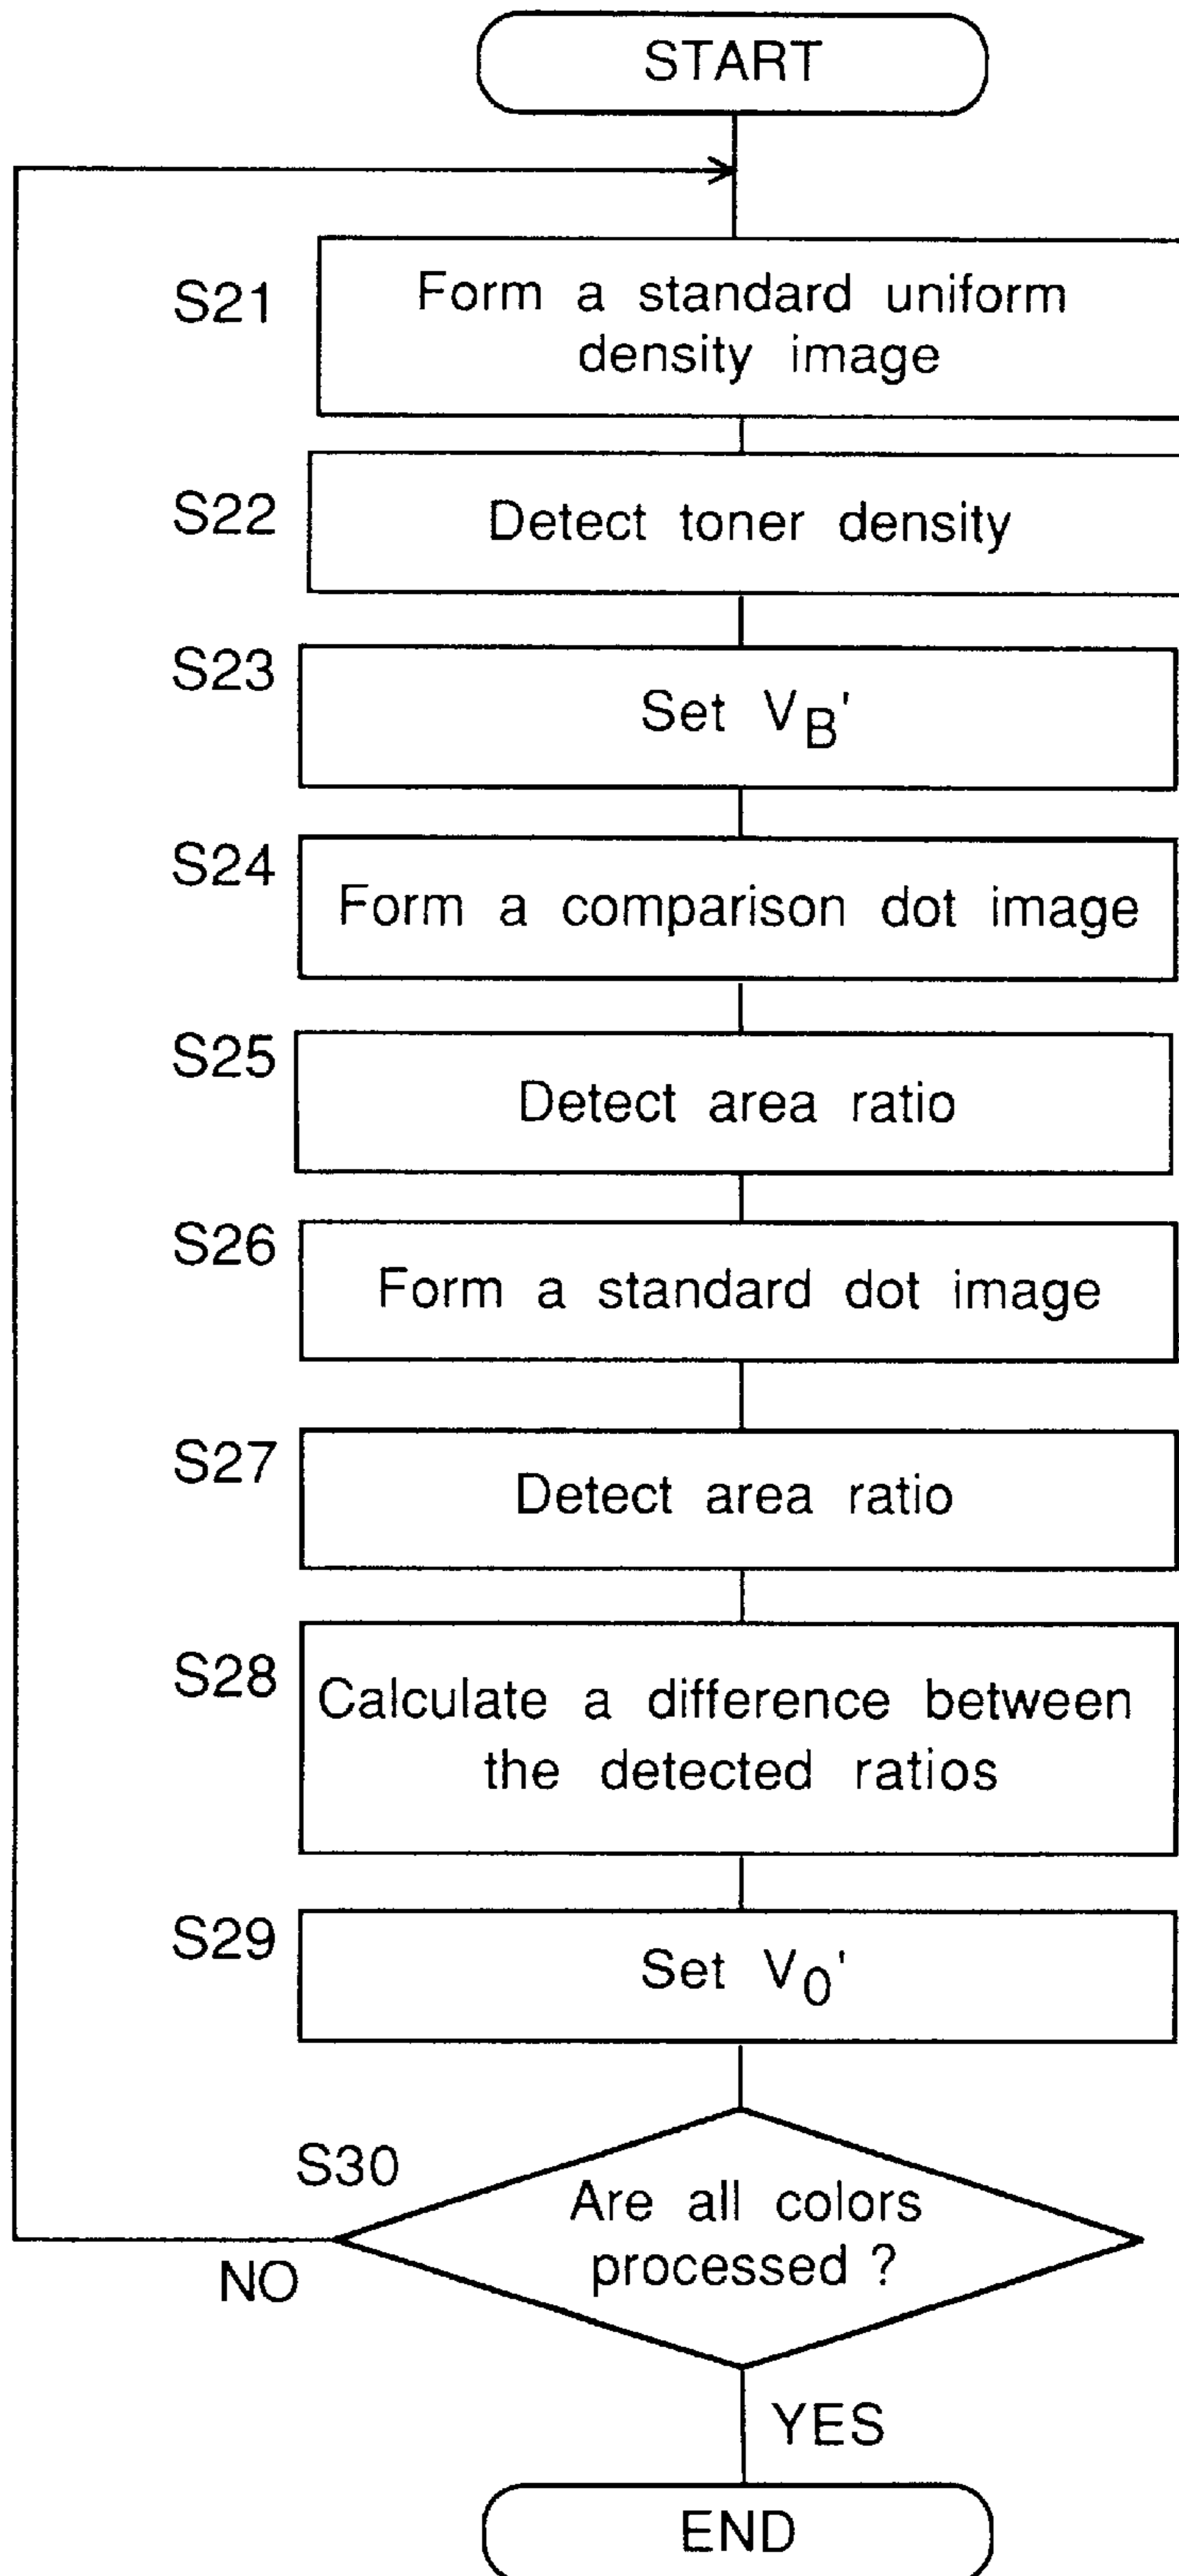 START
S21
Form a standard uniform
density image
S22
Detect toner density
S23
Set VB'
S24
Form a comparison dot image
S25
Detect area ratio
S26
Form a standard dot image
S27
Detect area ratio
S28
Calculate a difference between
the detected ratios
S29
Set V0'
S30
Are all colors
processed ?
NO
YES
END